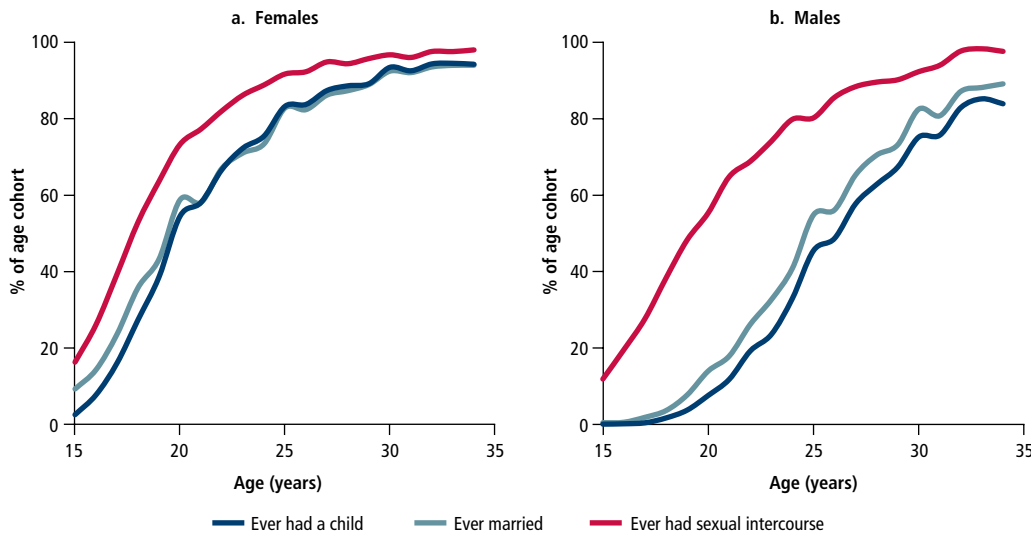 a. Females
% of age cohort
100
80
60
40
20
0
15 20 25 30 35
Age (years)
b. Males
% of age cohort
100
80
60
40
20
0
15 20 25 30 35
Age (years)
Ever had a child Ever married Ever had sexual intercourse